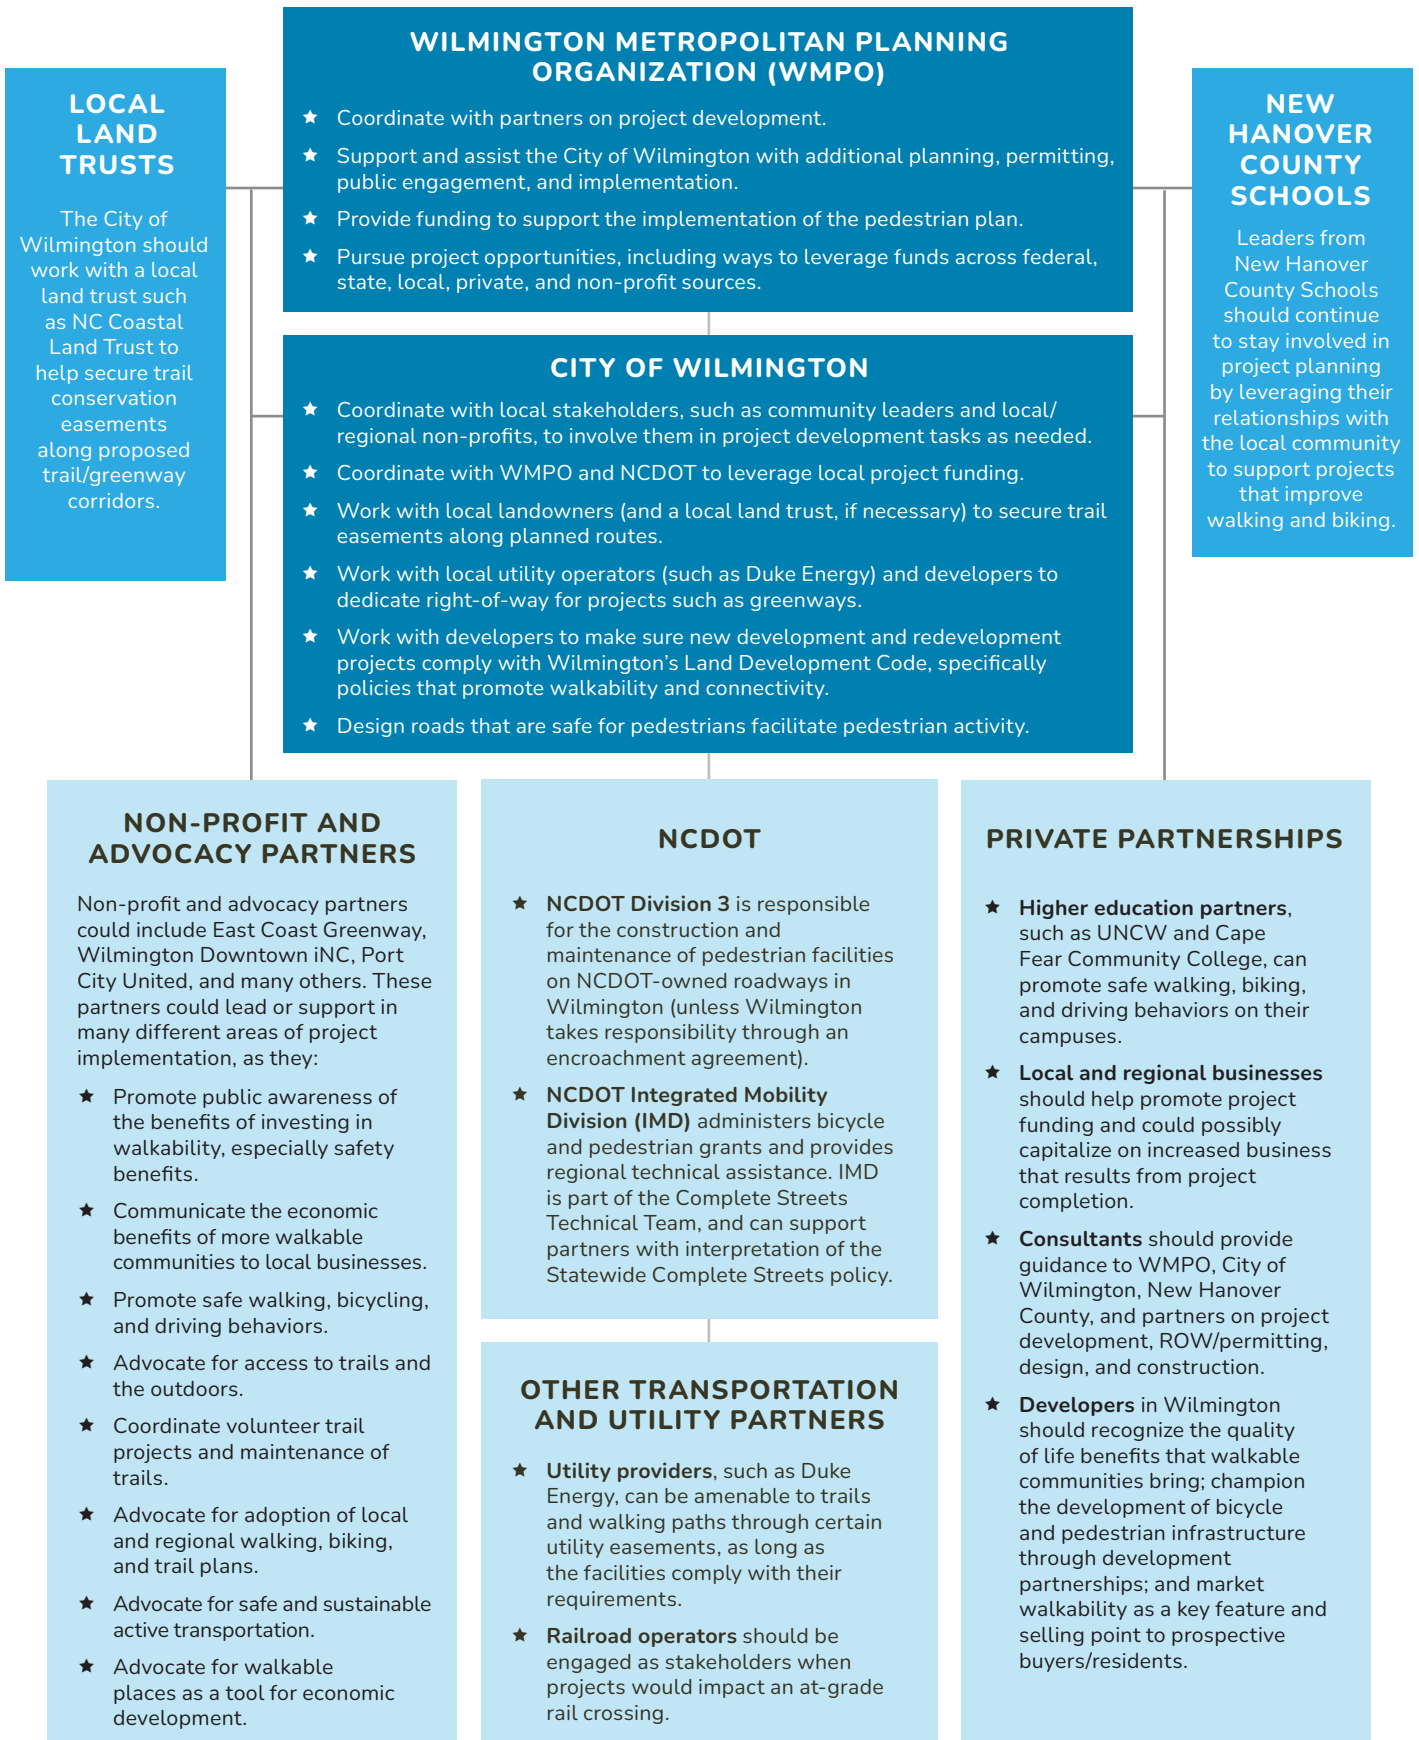 WILMINGTON METROPOLITAN PLANNING
ORGANIZATION (WMPO)
★ Coordinate with partners on project development.
★ Support and assist the City of Wilmington with additional planning, permitting,
public engagement, and implementation.
★ Provide funding to support the implementation of the pedestrian plan.
★ Pursue project opportunities, including ways to leverage funds across federal,
state, local, private, and non-profit sources.
LOCAL
LAND
TRUSTS
The City of
Wilmington should
work with a local
land trust such
as NC Coastal
Land Trust to
help secure trail
conservation
easements
along proposed
trail/greenway
corridors.
NEW
HANOVER
COUNTY
SCHOOLS
Leaders from
New Hanover
County Schools
should continue
to stay involved in
project planning
by leveraging their
relationships with
the local community
to support projects
that improve
walking and biking.
CITY OF WILMINGTON
★ Coordinate with local stakeholders, such as community leaders and local/
regional non-profits, to involve them in project development tasks as needed.
★ Coordinate with WMPO and NCDOT to leverage local project funding.
★ Work with local landowners (and a local land trust, if necessary) to secure trail
easements along planned routes.
★ Work with local utility operators (such as Duke Energy) and developers to
dedicate right-of-way for projects such as greenways.
★ Work with developers to make sure new development and redevelopment
projects comply with Wilmington's Land Development Code, specifically
policies that promote walkability and connectivity.
★ Design roads that are safe for pedestrians facilitate pedestrian activity.
NON-PROFIT AND
ADVOCACY PARTNERS
Non-profit and advocacy partners
could include East Coast Greenway,
Wilmington Downtown iNC, Port
City United, and many others. These
partners could lead or support in
many different areas of project
implementation, as they:
★ Promote public awareness of
the benefits of investing in
walkability, especially safety
benefits.
★ Communicate the economic
benefits of more walkable
communities to local businesses.
★ Promote safe walking, bicycling,
and driving behaviors.
★ Advocate for access to trails and
the outdoors.
★ Coordinate volunteer trail
projects and maintenance of
trails.
★ Advocate for adoption of local
and regional walking, biking,
and trail plans.
★ Advocate for safe and sustainable
active transportation.
★ Advocate for walkable
places as a tool for economic
development.
NCDOT
★ NCDOT Division 3 is responsible
for the construction and
maintenance of pedestrian facilities
on NCDOT-owned roadways in
Wilmington (unless Wilmington
takes responsibility through an
encroachment agreement).
★ NCDOT Integrated Mobility
Division (IMD) administers bicycle
and pedestrian grants and provides
regional technical assistance. IMD
is part of the Complete Streets
Technical Team, and can support
partners with interpretation of the
Statewide Complete Streets policy.
OTHER TRANSPORTATION
AND UTILITY PARTNERS
★ Utility providers, such as Duke
Energy, can be amenable to trails
and walking paths through certain
utility easements, as long as
the facilities comply with their
requirements.
★ Railroad operators should be
engaged as stakeholders when
projects would impact an at-grade
rail crossing.
PRIVATE PARTNERSHIPS
★ Higher education partners,
such as UNCW and Cape
Fear Community College, can
promote safe walking, biking,
and driving behaviors on their
campuses.
★ Local and regional businesses
should help promote project
funding and could possibly
capitalize on increased business
that results from project
completion.
★ Consultants should provide
guidance to WMPO, City of
Wilmington, New Hanover
County, and partners on project
development, ROW/permitting,
design, and construction.
★ Developers in Wilmington
should recognize the quality
of life benefits that walkable
communities bring; champion
the development of bicycle
and pedestrian infrastructure
through development
partnerships; and market
walkability as a key feature and
selling point to prospective
buyers/residents.